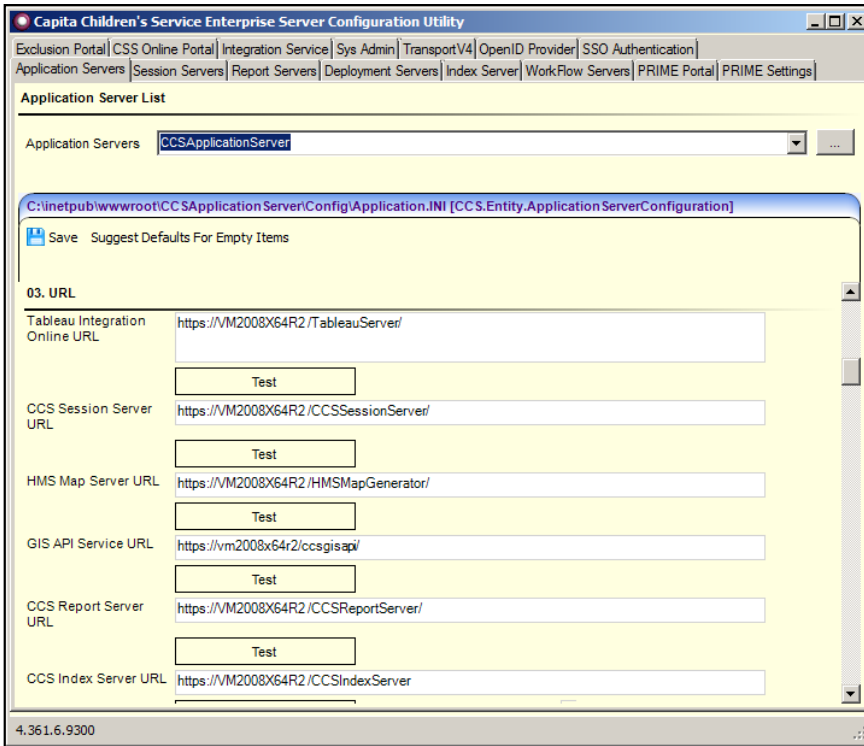 Capita Children's Service Enterprise Server Configuration Utility
Exclusion Portal CSS Online Portal Integration Service Sys Admin TransportV4 OpenID Provider SSO Authentication
Application Servers Session Servers Report Servers Deployment Servers Index Server WorkFlow Servers PRIME Portal PRIME Settings
Application Server List
Application Servers CCSApplicationServer ...
C:\inetpub\wwwroot\CCSApplicationServer\Config\Application.INI [CCS.Entity.ApplicationServerConfiguration]
Save Suggest Defaults For Empty Items
03. URL
Tableau Integration https://VM2008X64R2/TableauServer/
Online URL
Test
CCS Session Server https://VM2008X64R2/CCSSessionServer/
URL
Test
HMS Map Server URL https://VM2008X64R2/HMSMapGenerator/
Test
GIS API Service URL https://vm2008x64r2/ccsgisapi/
Test
CCS Report Server https://VM2008X64R2/CCSReportServer/
URL
Test
CCS Index Server URL https://VM2008X64R2/CCSIndexServer
4.361.6.9300